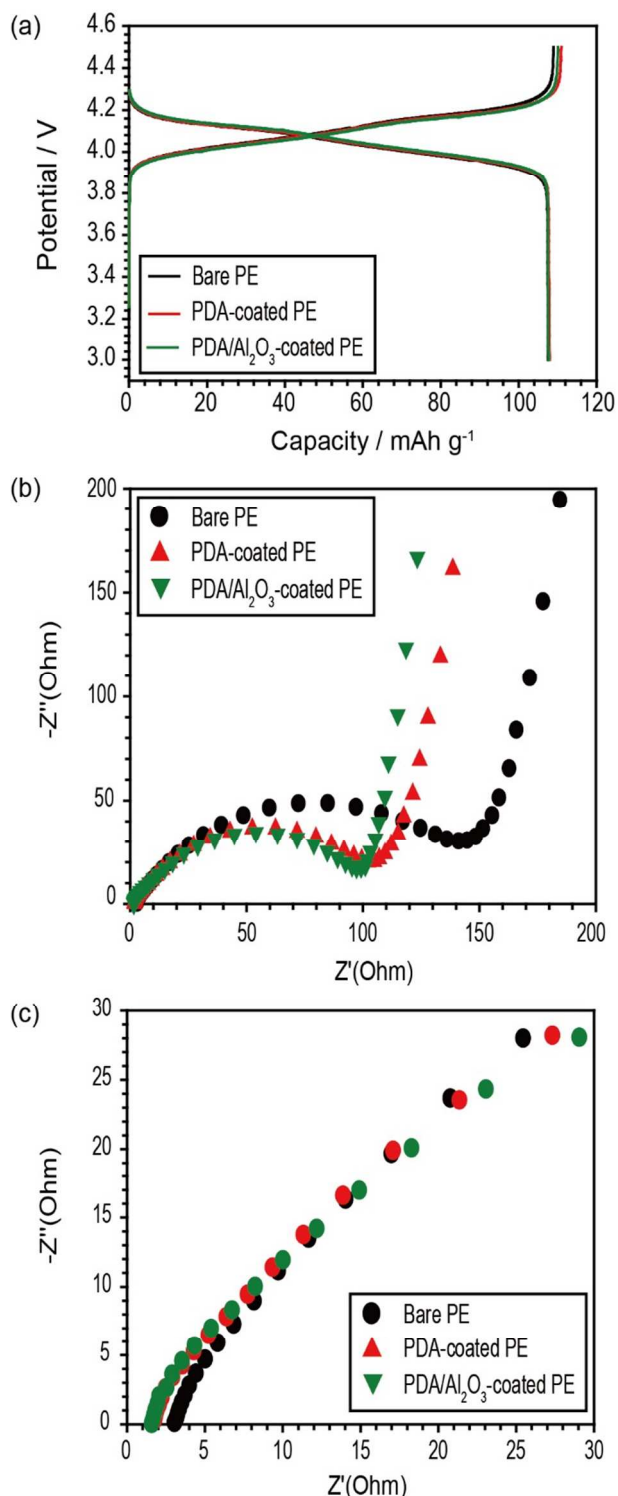 (a)
4.6
4.4
4.2
4.0
3.8
3.6
3.4
3.2
3.0
Potential / V
Bare PE
PDA-coated PE
PDA/Al₂O₃-coated PE
0 20 40 60 80 100 120
Capacity / mAh g⁻¹
(b)
200
150
100
50
0
-Z"(Ohm)
Bare PE
PDA-coated PE
PDA/Al₂O₃-coated PE
0 50 100 150 200
Z'(Ohm)
(c)
30
25
20
15
10
5
0
-Z"(Ohm)
Bare PE
PDA-coated PE
PDA/Al₂O₃-coated PE
0 5 10 15 20 25 30
Z'(Ohm)